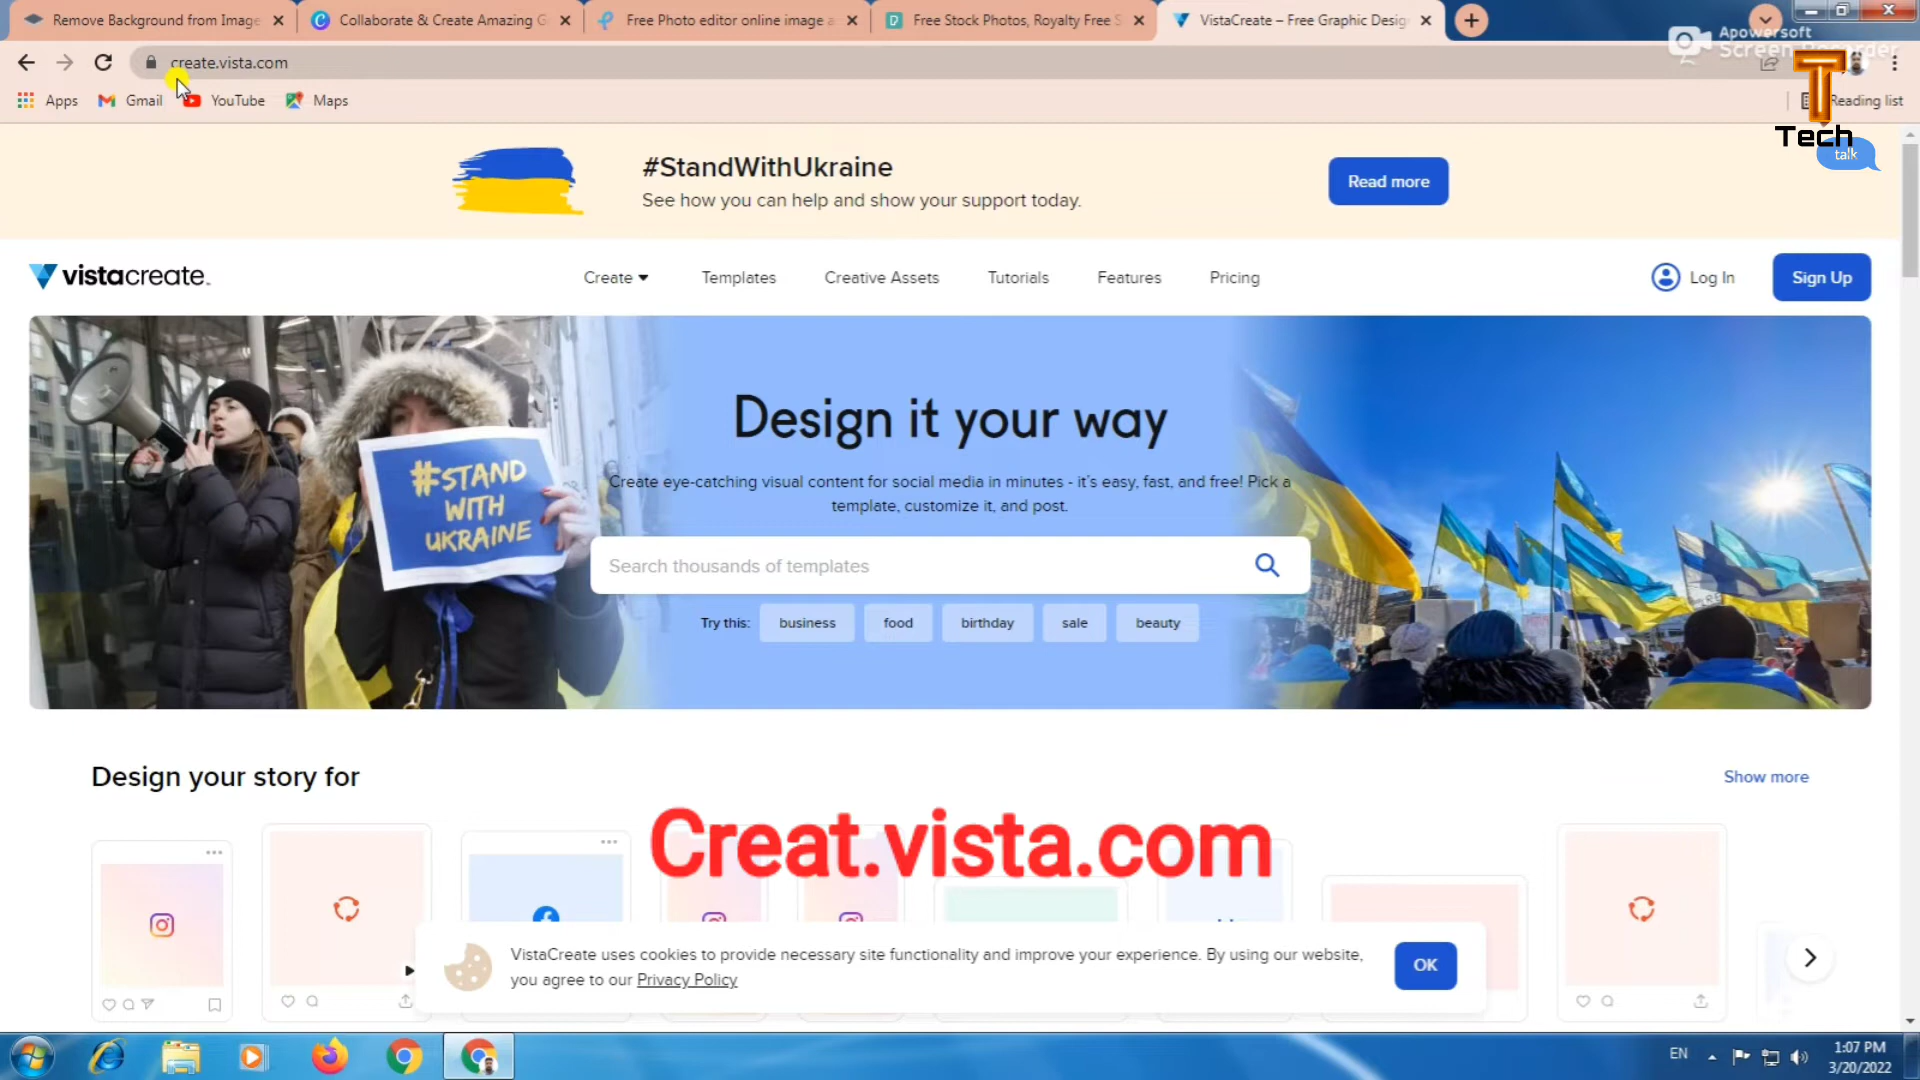 Remove Background from Image
Collaborate & Create Amazing G
Free Photo editor online image a
Free Stock Photos, Royalty Free S
VistaCreate – Free Graphic Desig
Apowersoft
Screen Recorder
create.vista.com
Apps
Gmail
YouTube
Maps
Reading list
T
Tech
talk
#StandWithUkraine
See how you can help and show your support today.
Read more
vistacreate
Create
Templates
Creative Assets
Tutorials
Features
Pricing
Log In
Sign Up
#STAND
WITH
UKRAINE
Design it your way
Create eye-catching visual content for social media in minutes - it's easy, fast, and free! Pick a
template, customize it, and post.
Search thousands of templates
Try this:
business
food
birthday
sale
beauty
Design your story for
Show more
Creat.vista.com
VistaCreate uses cookies to provide necessary site functionality and improve your experience. By using our website,
you agree to our Privacy Policy
OK
EN
1:07 PM
3/20/2022